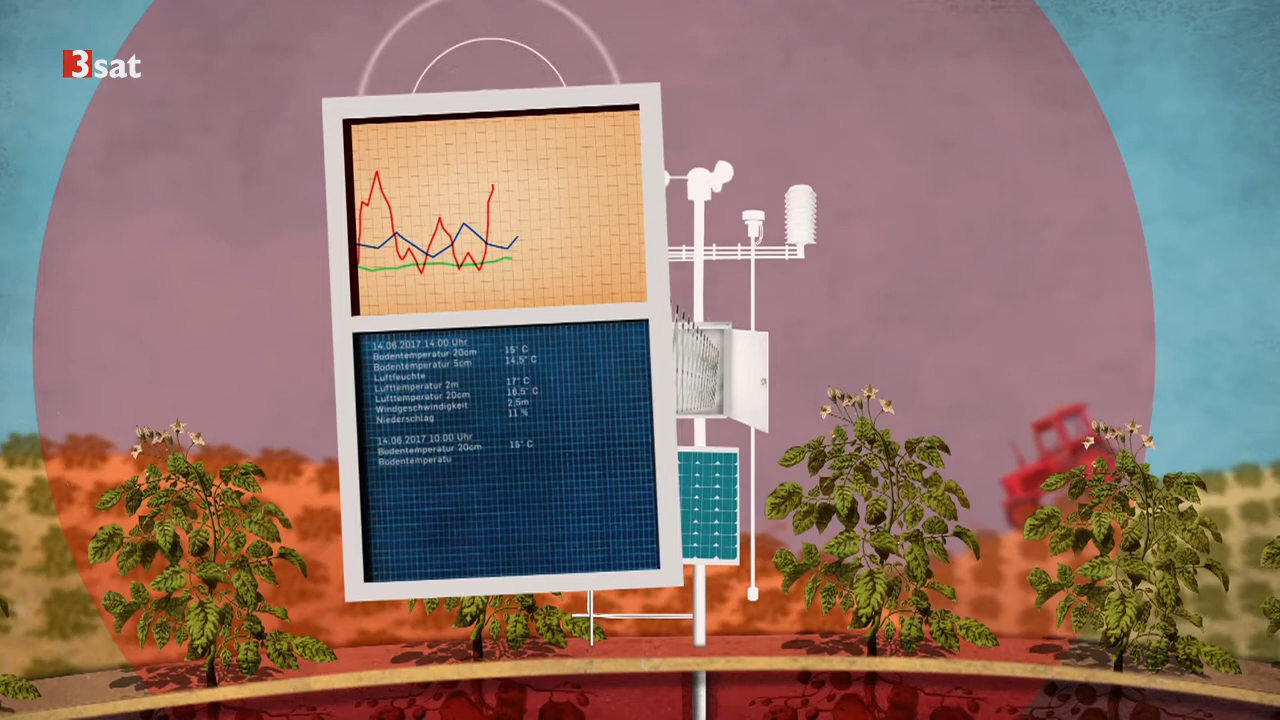 3sat
14.06.2017 14.00 Uhr
Bodentemperatur 20cm 15° C
Bodentemperatur 5cm 14,5° C
Luftfeuchte
Lufttemperatur 2m 17° C
Lufttemperatur 20cm 16,5° C
Windgeschwindigkeit 2,5m
Niederschlag 11 %
14.06.2017 10.00 Uhr
Bodentemperatur 20cm 15° C
Bodentemperatu